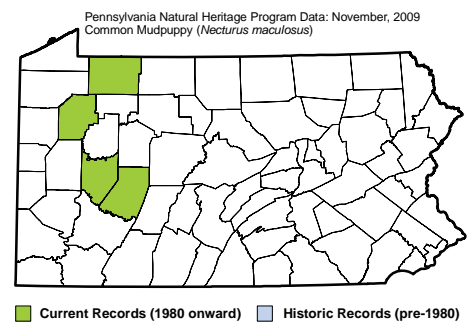 Pennsylvania Natural Heritage Program Data: November, 2009
Common Mudpuppy (Necturus maculosus)
Current Records (1980 onward) Historic Records (pre-1980)